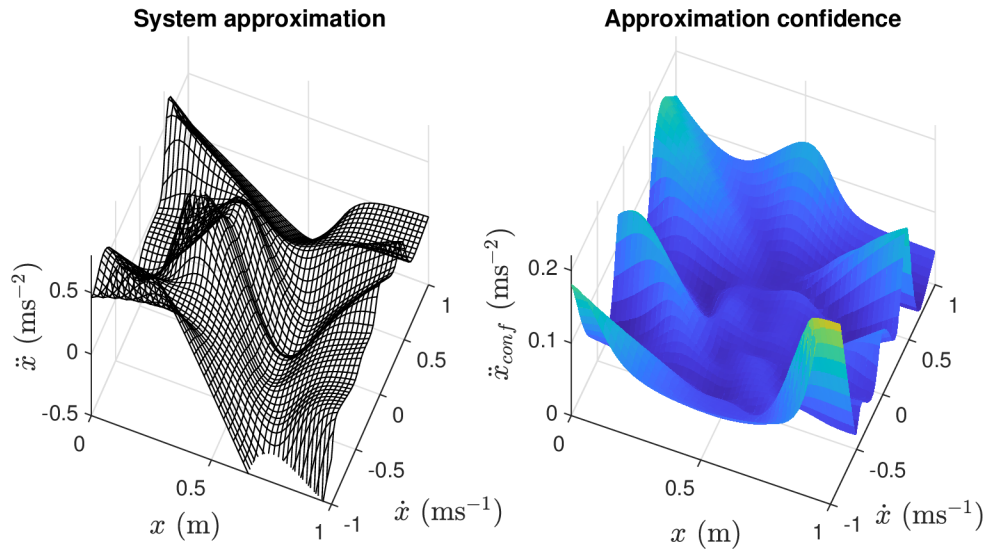 System approximation
Approximation confidence
ẍ (ms⁻²)
0.5
0
-0.5
0
0.5
1
x (m)
-1
-0.5
0
0.5
1
ẋ (ms⁻¹)
ẍ_conf (ms⁻²)
0.2
0.1
0
0
0.5
1
x (m)
-1
-0.5
0
0.5
1
ẋ (ms⁻¹)